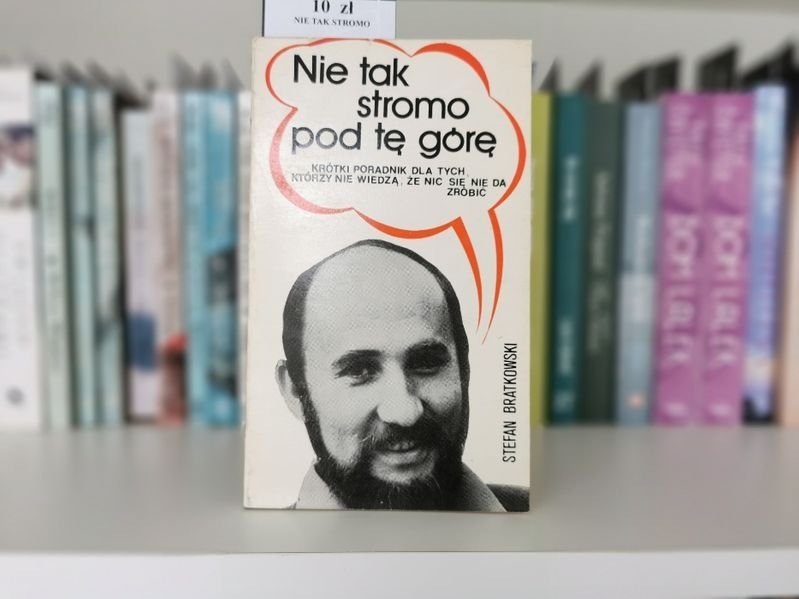 10 zł
NIE TAK STROMO
Nie tak
stromo
pod tę górę
KRÓTKI PORADNIK DLA TYCH,
KTÓRZY NIE WIEDZĄ, ŻE NIC SIĘ NIE DA
ZROBIĆ
STEFAN BRATKOWSKI